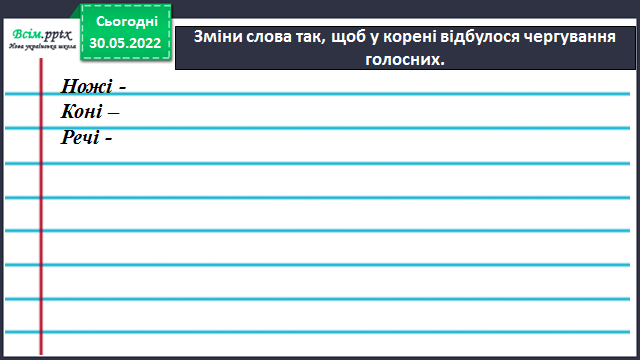 Всім.pptx
Нова українська школа
Сьогодні
30.05.2022
Зміни слова так, щоб у корені відбулося чергування
голосних.
Ножі -
Коні –
Речі -